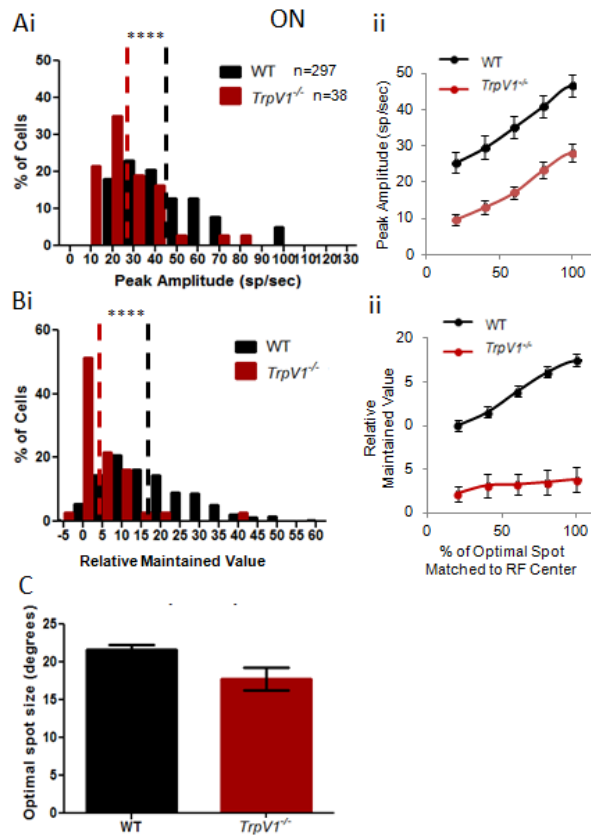 ON
Ai
****
WT n=297
TrpV1-/- n=38
% of Cells
50
40
30
20
10
0
0 10 20 30 40 50 60 70 80 90 100 110 120 130
Peak Amplitude (sp/sec)
ii
WT
TrpV1-/-
Peak Amplitude (sp/sec)
50
40
30
20
10
0
0 50 100
Bi
****
WT
TrpV1-/-
% of Cells
60
40
20
0
-5 0 5 10 15 20 25 30 35 40 45 50 60
Relative Maintained Value
ii
WT
TrpV1-/-
Relative
Maintained Value
20
5
0
5
0
0 50 100
% of Optimal Spot
Matched to RF Center
C
Optimal spot size (degrees)
25
20
15
10
5
0
WT TrpV1-/-